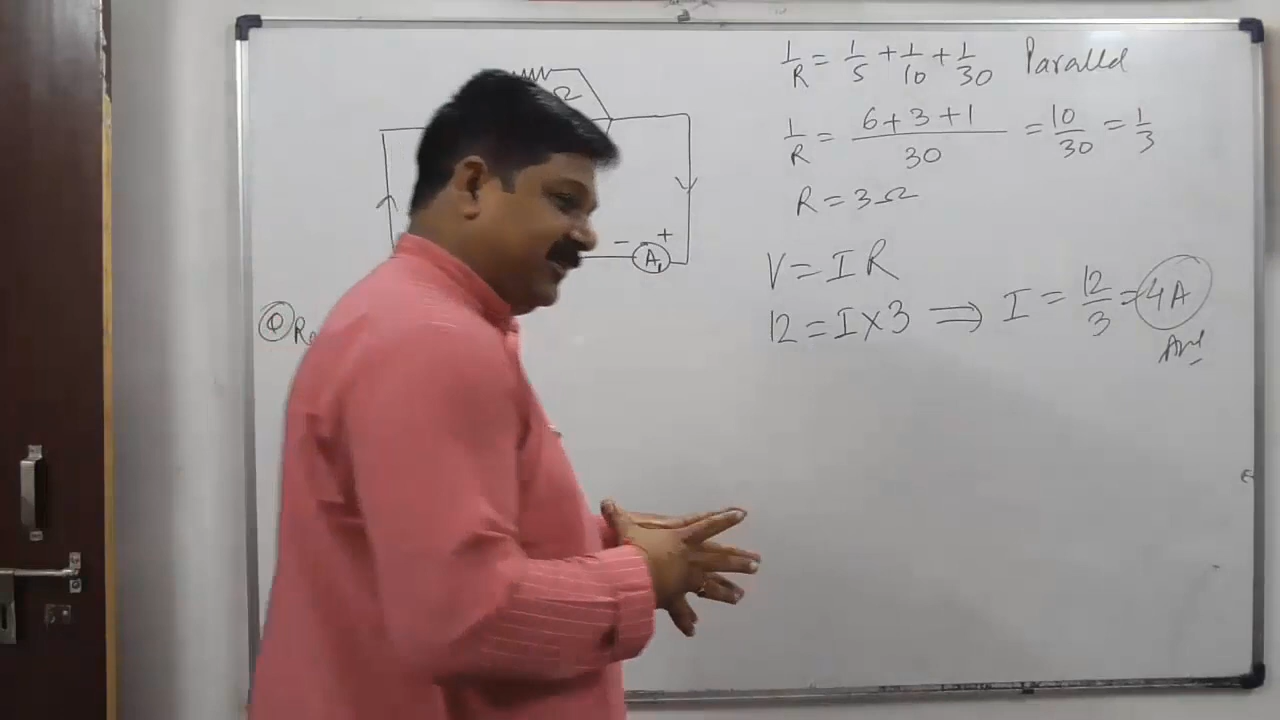 Ω
- +
A₁
Q
1/R = 1/5 + 1/10 + 1/30 Parallel
1/R = (6+3+1)/30 = 10/30 = 1/3
R = 3Ω
V = IR
12 = I×3 ⟹ I = 12/3 = 4A
Ans